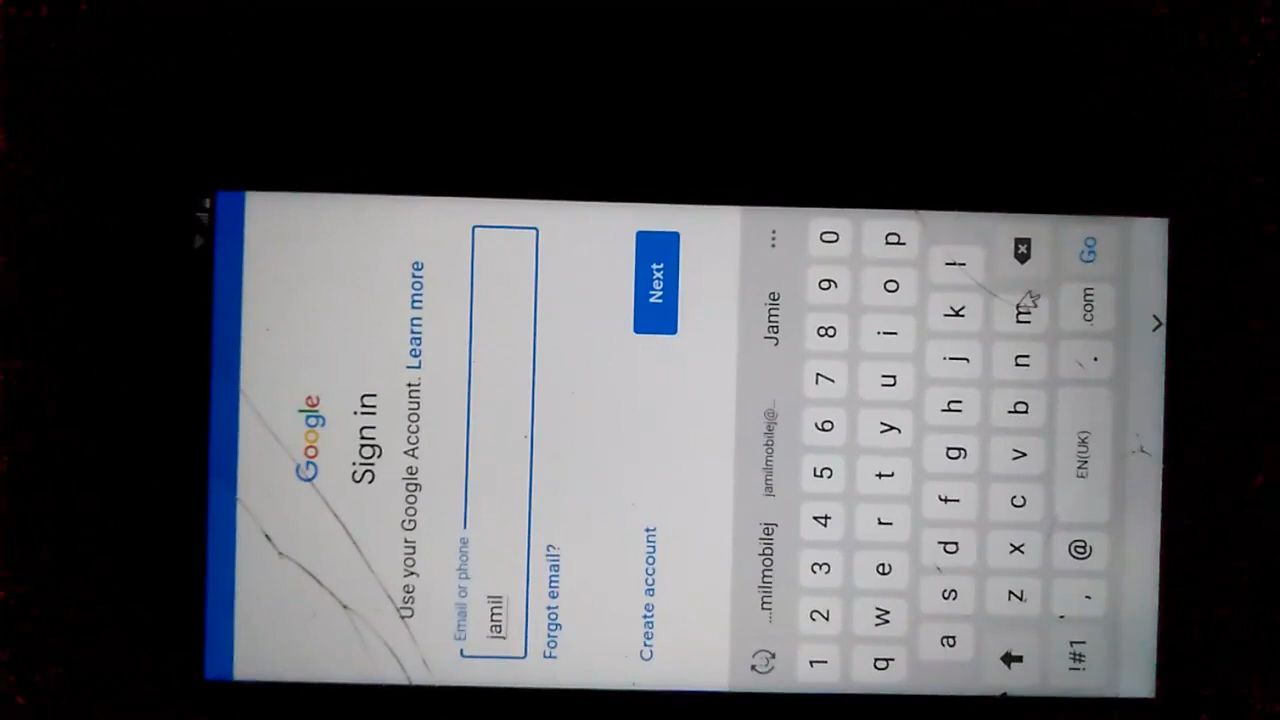 Google
Sign in
Use your Google Account. Learn more
Email or phone
jamil
Forgot email?
Create account
Next
...milmobilej jamilmobilej@... Jamie ...
1 2 3 4 5 6 7 8 9 0
q w e r t y u i o p
a s d f g h j k l
z x c v b n m
!#1 , @ EN(UK) . .com Go